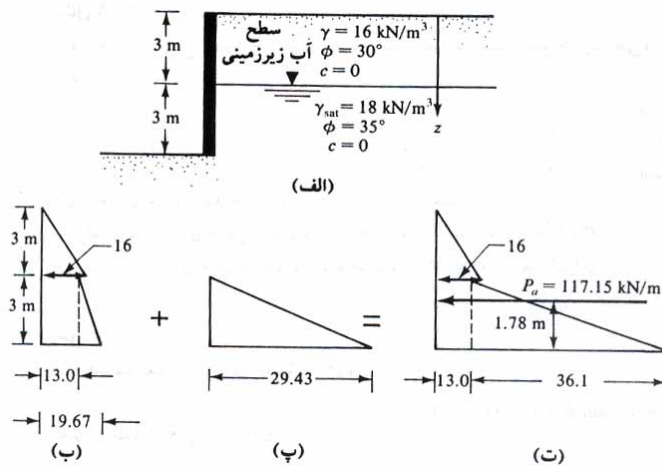 3 m
3 m
سطح
آب زیرزمینی
γ = 16 kN/m³
ϕ = 30°
c = 0
γsat = 18 kN/m³
ϕ = 35°
c = 0
z
(الف)
3 m
3 m
16
13.0
19.67
(ب)
+
29.43
(پ)
=
16
Pa = 117.15 kN/m
1.78 m
13.0
36.1
(ت)